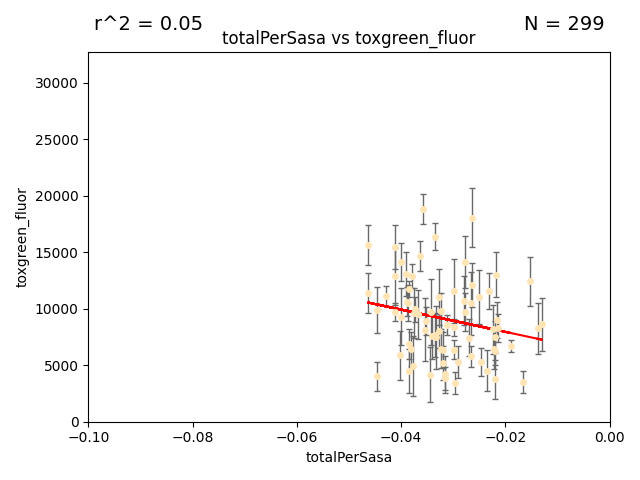 r^2 = 0.05
N = 299
totalPerSasa vs toxgreen_fluor
30000
25000
20000
15000
10000
5000
0
toxgreen_fluor
−0.10
−0.08
−0.06
−0.04
−0.02
0.00
totalPerSasa